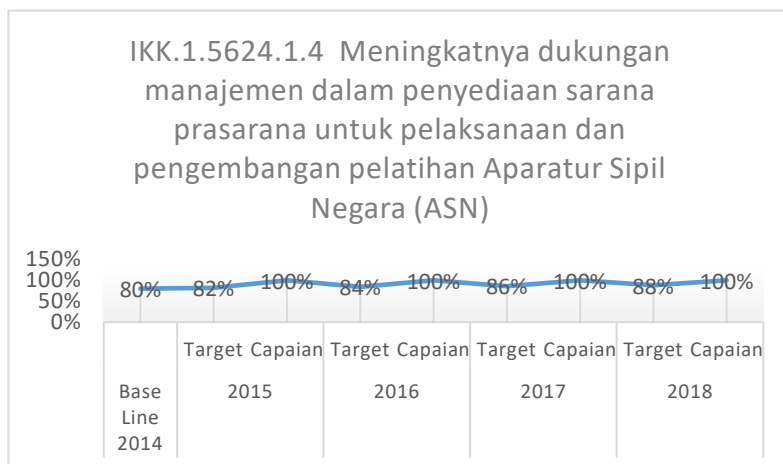 IKK.1.5624.1.4 Meningkatnya dukungan
manajemen dalam penyediaan sarana
prasarana untuk pelaksanaan dan
pengembangan pelatihan Aparatur Sipil
Negara (ASN)
150%
100%
50%
0%
80% 82% 100% 84% 100% 86% 100% 88% 100%
Target Capaian Target Capaian Target Capaian Target Capaian
Base
Line
2014
2015 2016 2017 2018